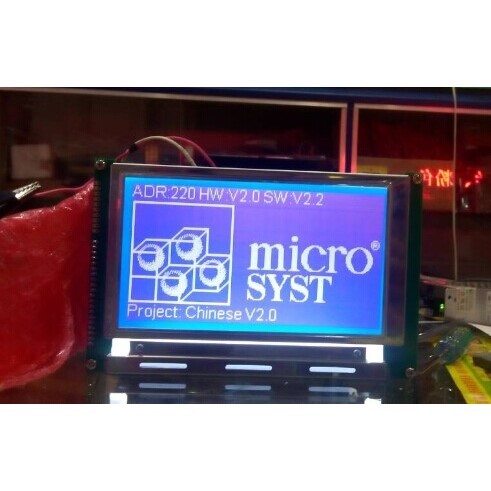 ADR:220 HW:V2.0 SW:V2.2
micro®
SYST
Project: Chinese V2.0